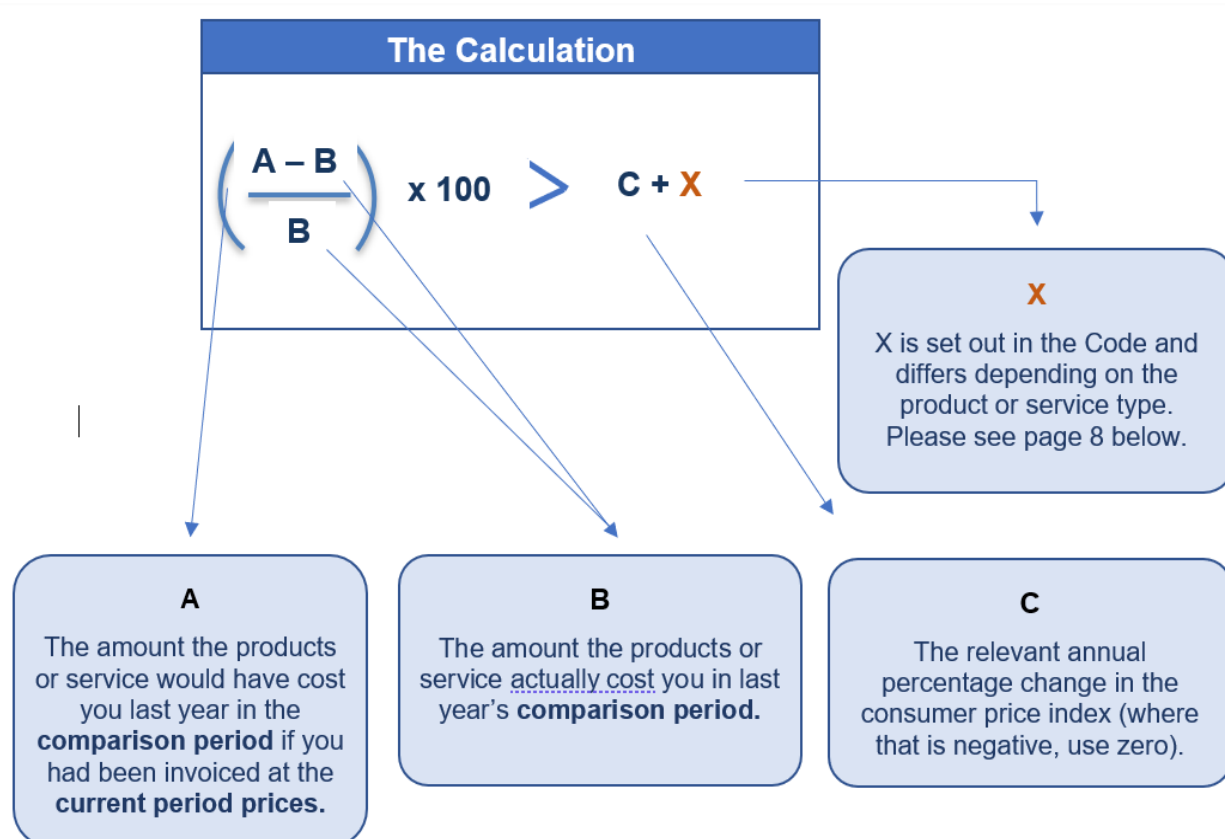 The Calculation
A – B
B
x 100
>
C + X
X
X is set out in the Code and
differs depending on the
product or service type.
Please see page 8 below.
A
The amount the products
or service would have cost
you last year in the
comparison period if you
had been invoiced at the
current period prices.
B
The amount the products or
service actually cost you in last
year's comparison period.
C
The relevant annual
percentage change in the
consumer price index (where
that is negative, use zero).